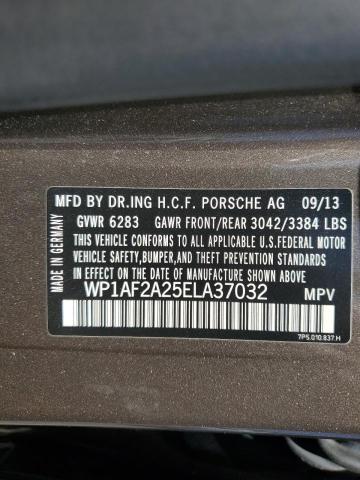 MFD BY DR.ING H.C.F. PORSCHE AG 09/13
GVWR 6283 GAWR FRONT/REAR 3042/3384 LBS
THIS VEHICLE CONFORMS TO ALL
APPLICABLE U.S.FEDERAL MOTOR
VEHICLE SAFETY,BUMPER,AND THEFT PREVENTION
STANDARDS IN EFFECT ON THE DATE OF
MANUFACTURE SHOWN ABOVE
WP1AF2A25ELA37032 MPV
MADE IN GERMANY
7P5.010.837.H